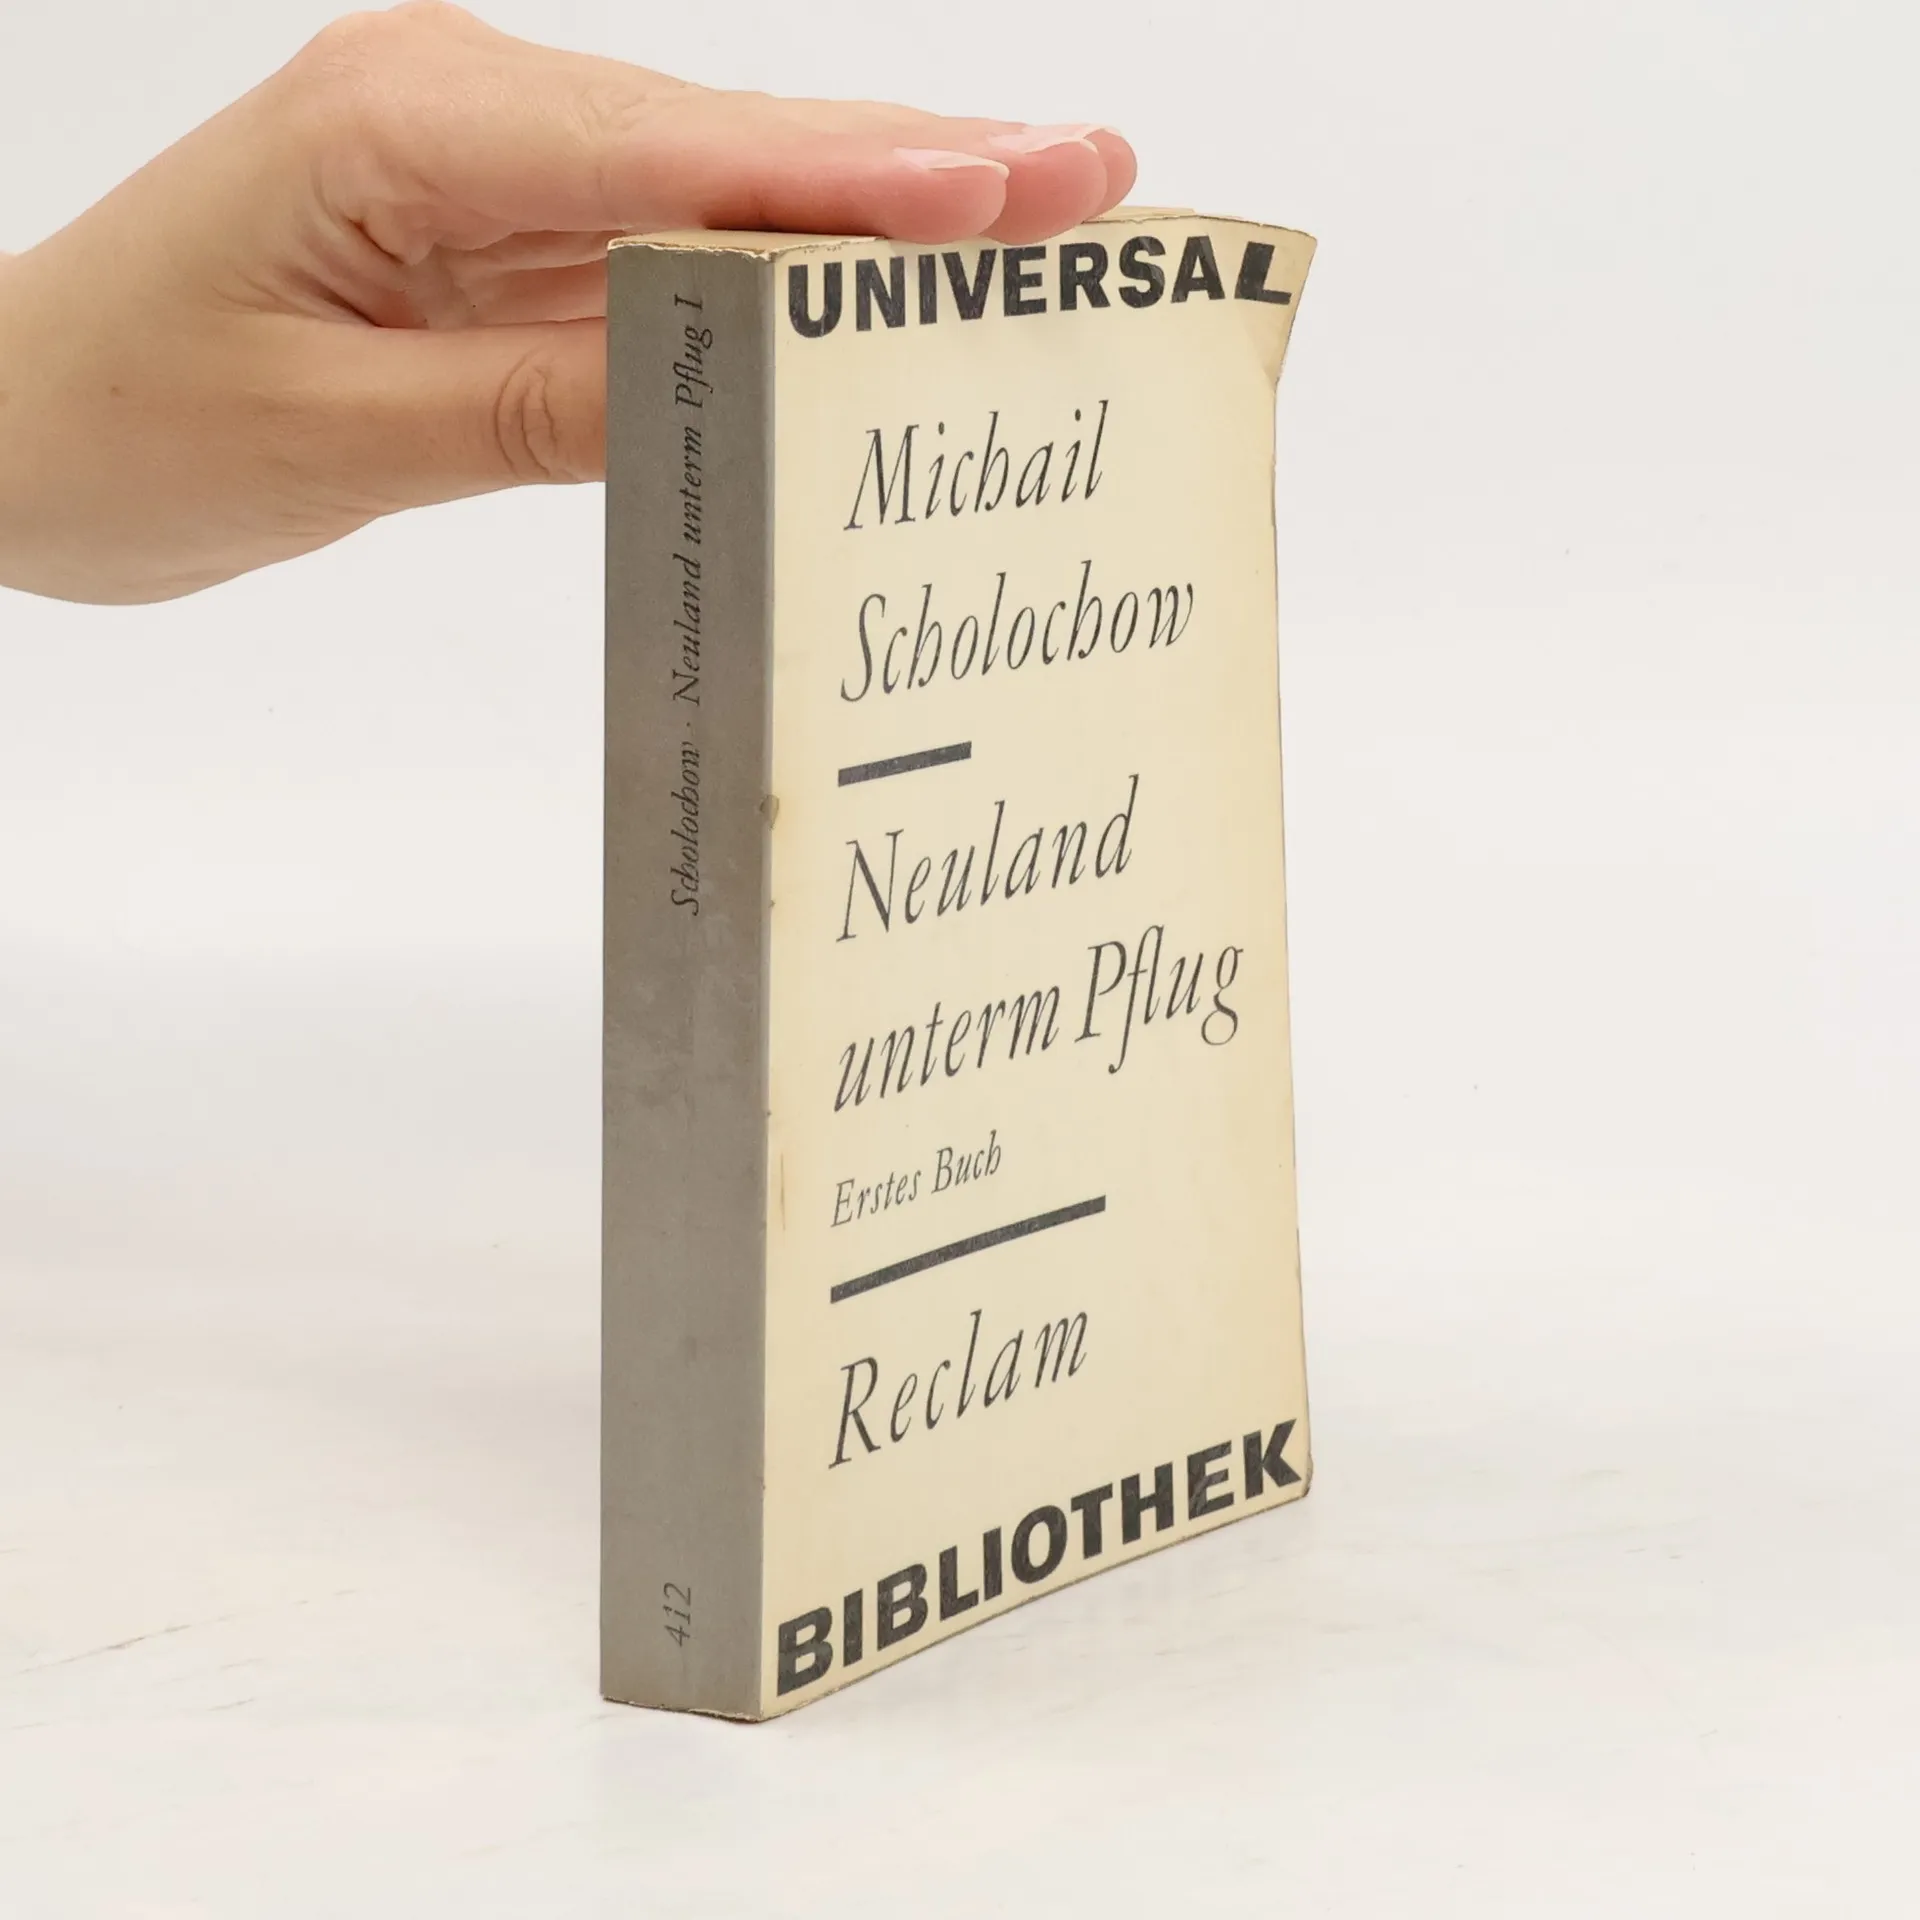 Scholochow · Neuland unterm Pflug I
412
UNIVERSAL
Michail
Scholochow
Neuland
unterm Pflug
Erstes Buch
Reclam
BIBLIOTHEK